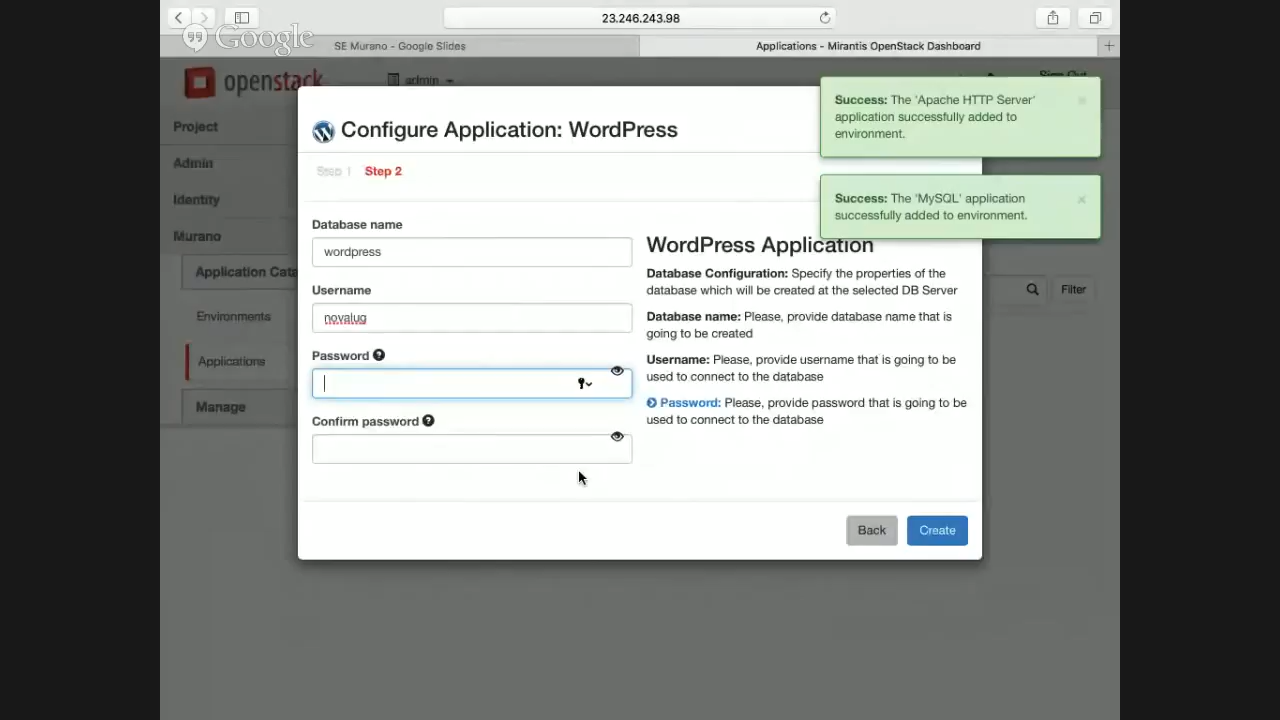 23.246.243.98
Google
SE Murano - Google Slides
Applications - Mirantis OpenStack Dashboard
openstack
admin
Sign Out
Project
Admin
Identity
Murano
Application Cata
Environments
Applications
Manage
Filter
Configure Application: WordPress
Step 1
Step 2
Database name
wordpress
Username
novalug
Password
Confirm password
WordPress Application
Database Configuration: Specify the properties of the
database which will be created at the selected DB Server
Database name: Please, provide database name that is
going to be created
Username: Please, provide username that is going to be
used to connect to the database
Password: Please, provide password that is going to be
used to connect to the database
Back
Create
Success: The 'Apache HTTP Server'
application successfully added to
environment.
Success: The 'MySQL' application
successfully added to environment.